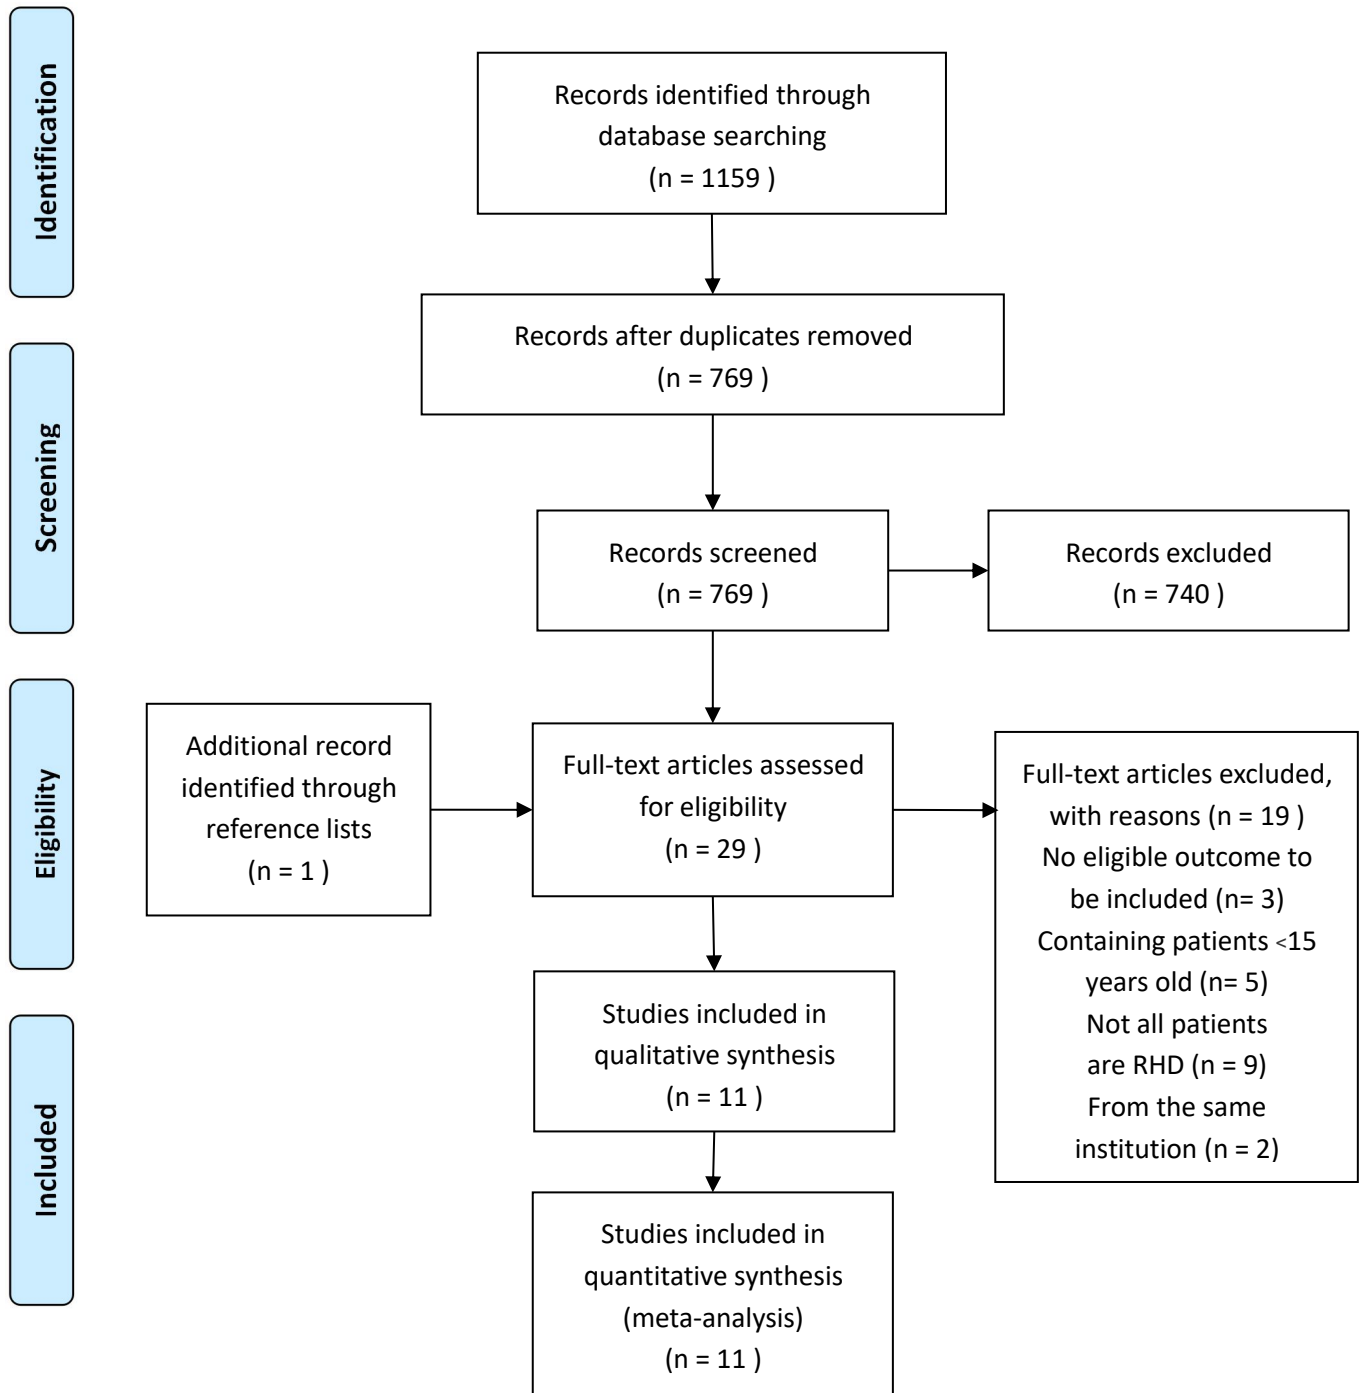 Identification
Records identified through
database searching
(n = 1159 )
Records after duplicates removed
(n = 769 )
Screening
Records screened
(n = 769 )
Records excluded
(n = 740 )
Eligibility
Additional record
identified through
reference lists
(n = 1 )
Full-text articles assessed
for eligibility
(n = 29 )
Full-text articles excluded,
with reasons (n = 19 )
No eligible outcome to
be included (n= 3)
Containing patients <15
years old (n= 5)
Not all patients
are RHD (n = 9)
From the same
institution (n = 2)
Studies included in
qualitative synthesis
(n = 11 )
Included
Studies included in
quantitative synthesis
(meta-analysis)
(n = 11 )